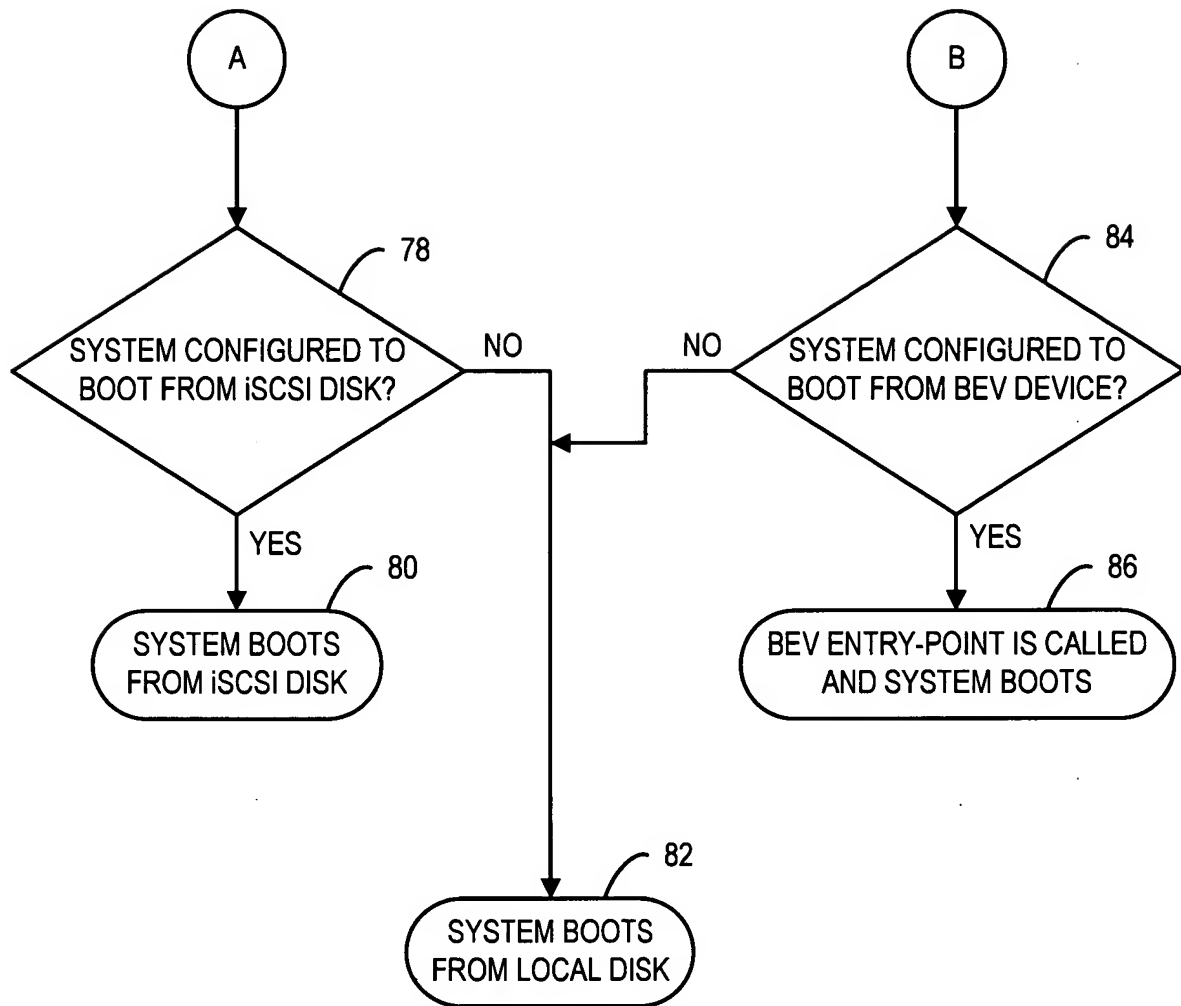 A
B
78
84
SYSTEM CONFIGURED TO
BOOT FROM iSCSI DISK?
NO
NO
SYSTEM CONFIGURED TO
BOOT FROM BEV DEVICE?
YES
YES
80
86
SYSTEM BOOTS
FROM iSCSI DISK
BEV ENTRY-POINT IS CALLED
AND SYSTEM BOOTS
82
SYSTEM BOOTS
FROM LOCAL DISK